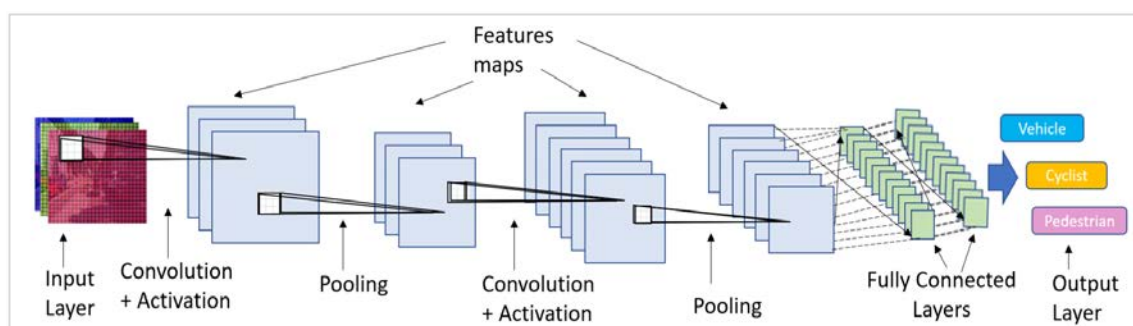 Features
maps
Vehicle
Cyclist
Pedestrian
Input
Layer
Convolution
+ Activation
Pooling
Convolution
+ Activation
Pooling
Fully Connected
Layers
Output
Layer